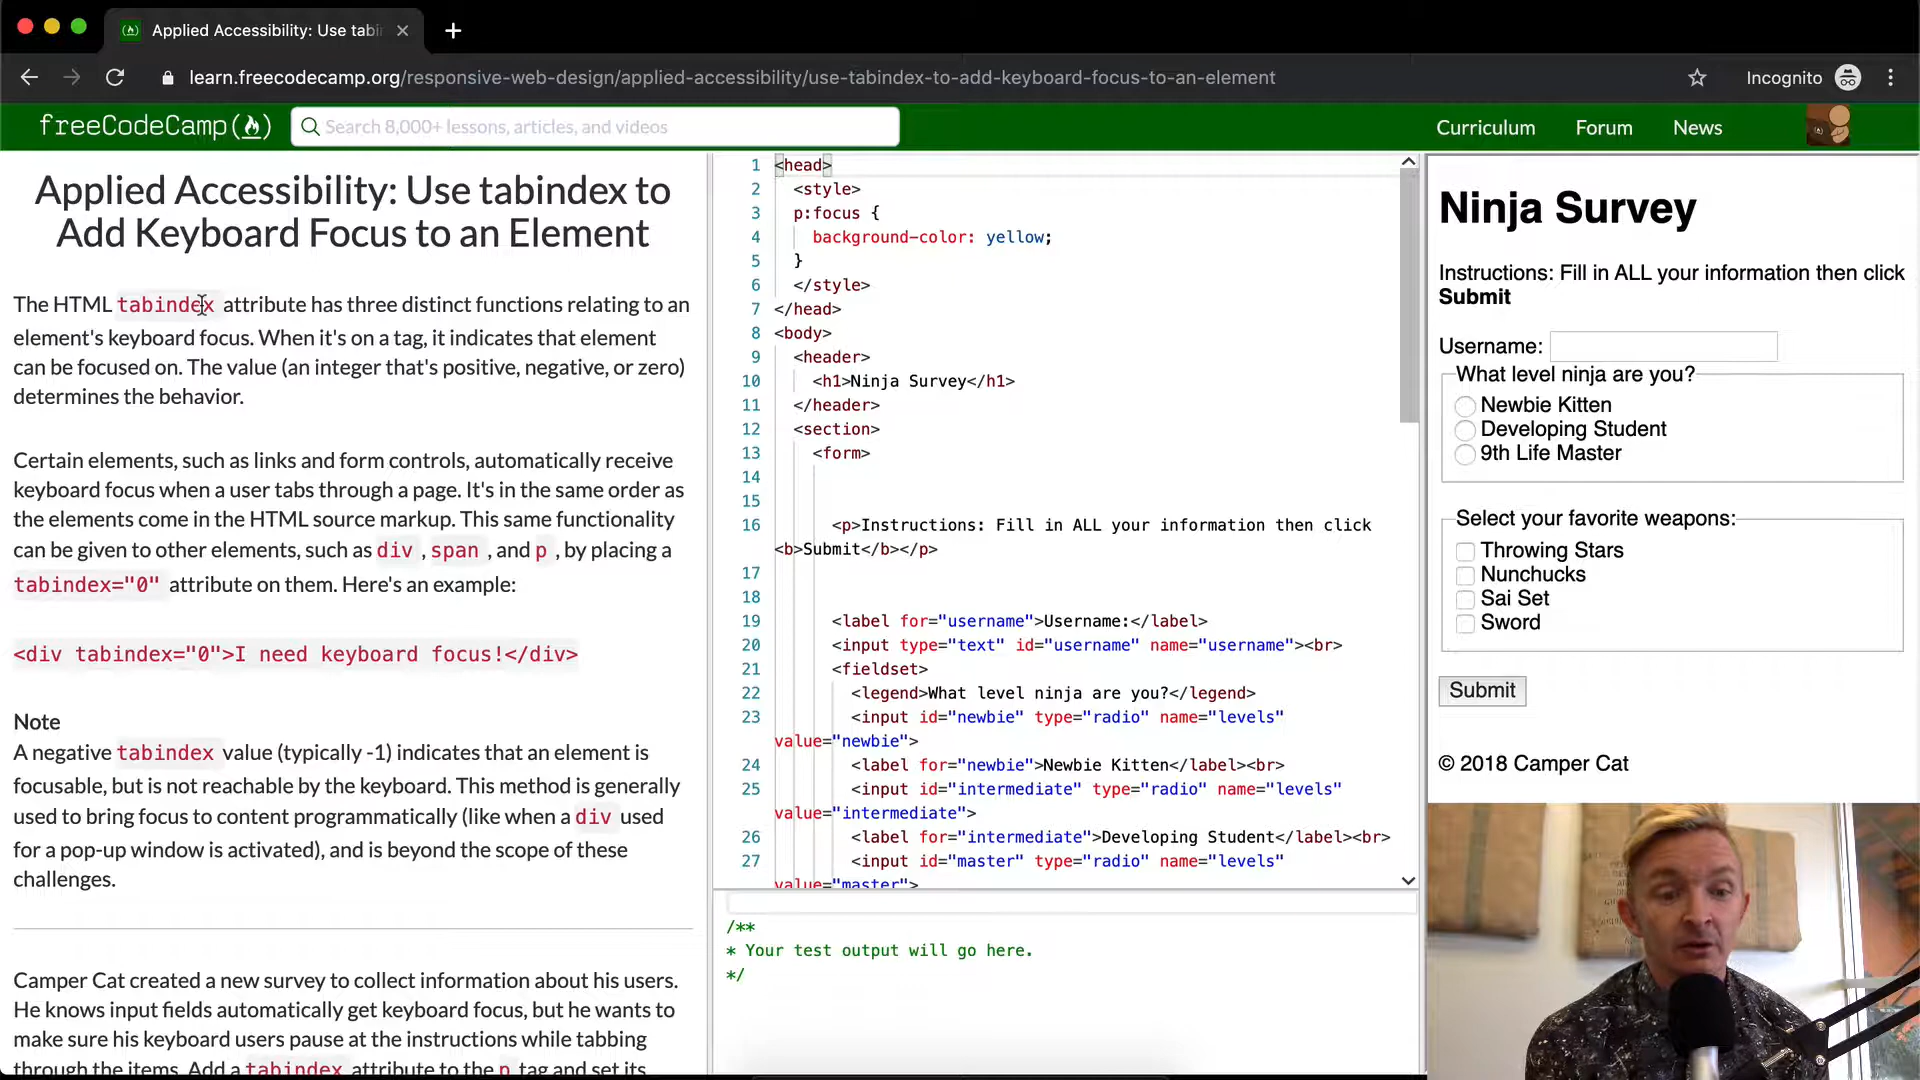 Applied Accessibility: Use tabi
learn.freecodecamp.org/responsive-web-design/applied-accessibility/use-tabindex-to-add-keyboard-focus-to-an-element
Incognito
freeCodeCamp
Search 8,000+ lessons, articles, and videos
Curriculum
Forum
News
Applied Accessibility: Use tabindex to
Add Keyboard Focus to an Element
The HTML tabindex attribute has three distinct functions relating to an
element's keyboard focus. When it's on a tag, it indicates that element
can be focused on. The value (an integer that's positive, negative, or zero)
determines the behavior.
Certain elements, such as links and form controls, automatically receive
keyboard focus when a user tabs through a page. It's in the same order as
the elements come in the HTML source markup. This same functionality
can be given to other elements, such as div , span , and p , by placing a
tabindex="0" attribute on them. Here's an example:
<div tabindex="0">I need keyboard focus!</div>
Note
A negative tabindex value (typically -1) indicates that an element is
focusable, but is not reachable by the keyboard. This method is generally
used to bring focus to content programmatically (like when a div used
for a pop-up window is activated), and is beyond the scope of these
challenges.
Camper Cat created a new survey to collect information about his users.
He knows input fields automatically get keyboard focus, but he wants to
make sure his keyboard users pause at the instructions while tabbing
through the items. Add a tabindex attribute to the p tag and set its
1 <head>
2 <style>
3 p:focus {
4 background-color: yellow;
5 }
6 </style>
7 </head>
8 <body>
9 <header>
10 <h1>Ninja Survey</h1>
11 </header>
12 <section>
13 <form>
14
15
16 <p>Instructions: Fill in ALL your information then click
<b>Submit</b></p>
17
18
19 <label for="username">Username:</label>
20 <input type="text" id="username" name="username"><br>
21 <fieldset>
22 <legend>What level ninja are you?</legend>
23 <input id="newbie" type="radio" name="levels"
value="newbie">
24 <label for="newbie">Newbie Kitten</label><br>
25 <input id="intermediate" type="radio" name="levels"
value="intermediate">
26 <label for="intermediate">Developing Student</label><br>
27 <input id="master" type="radio" name="levels"
value="master">
/**
* Your test output will go here.
*/
Ninja Survey
Instructions: Fill in ALL your information then click
Submit
Username:
What level ninja are you?
Newbie Kitten
Developing Student
9th Life Master
Select your favorite weapons:
Throwing Stars
Nunchucks
Sai Set
Sword
Submit
© 2018 Camper Cat